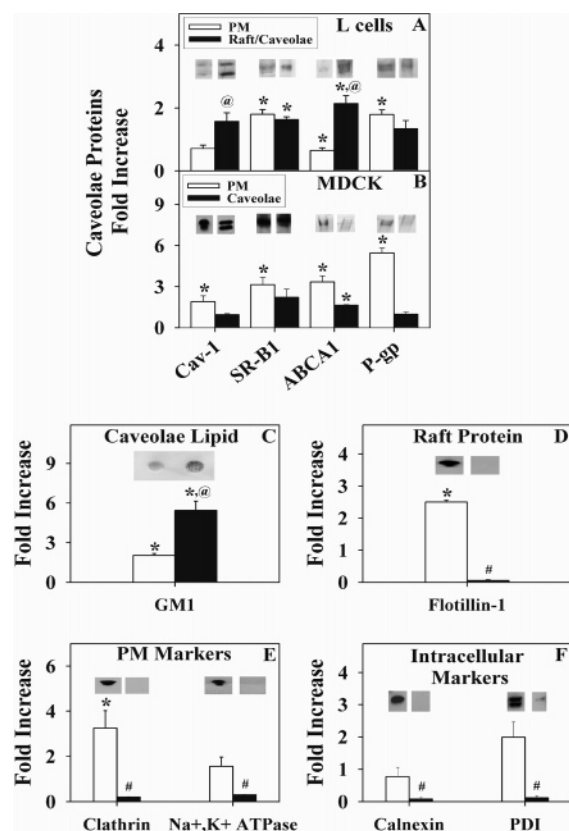 PM
Raft/Caveolae
L cells A
4
2
0
@
*
*
*
*,@
*
PM
Caveolae
MDCK
B
9
6
3
0
*
*
*
*
*
Caveolae Proteins
Fold Increase
Cav-1
SR-B1
ABCA1
P-gp
Caveolae Lipid C
9
6
3
0
Fold Increase
*
*,@
GM1
Raft Protein D
4
3
2
1
0
Fold Increase
*
#
Flotillin-1
PM Markers E
6
4
2
0
Fold Increase
*
#
#
Clathrin Na+,K+ ATPase
Intracellular F
Markers
4
3
2
1
0
Fold Increase
#
#
Calnexin PDI